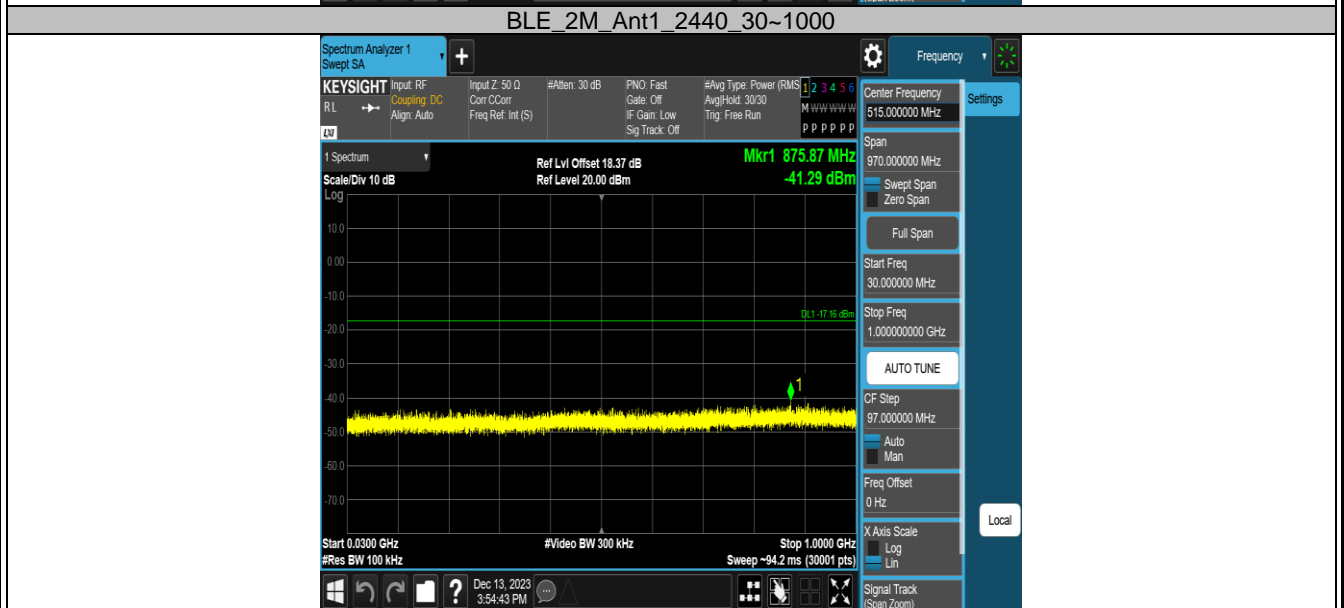 (Span Zoom)
BLE_2M_Ant1_2440_30~1000
Spectrum Analyzer 1
Swept SA
+
Frequency
KEYSIGHT
RL
LXI
Input: RF
Coupling: DC
Align: Auto
Input Z: 50 Ω
Corr CCorr
Freq Ref: Int (S)
#Atten: 30 dB
PNO: Fast
Gate: Off
IF Gain: Low
Sig Track: Off
#Avg Type: Power (RMS
Avg|Hold: 30/30
Trig: Free Run
1 2 3 4 5 6
M W W W W W
P P P P P P
1 Spectrum
Scale/Div 10 dB
Log
Ref Lvl Offset 18.37 dB
Ref Level 20.00 dBm
Mkr1 875.87 MHz
-41.29 dBm
10.0
0.00
-10.0
DL1 -17.16 dBm
-20.0
-30.0
1
-40.0
-50.0
-60.0
-70.0
Start 0.0300 GHz
#Res BW 100 kHz
#Video BW 300 kHz
Stop 1.0000 GHz
Sweep ~94.2 ms (30001 pts)
Center Frequency
515.000000 MHz
Settings
Span
970.000000 MHz
Swept Span
Zero Span
Full Span
Start Freq
30.000000 MHz
Stop Freq
1.000000000 GHz
AUTO TUNE
CF Step
97.000000 MHz
Auto
Man
Freq Offset
0 Hz
X Axis Scale
Log
Lin
Local
Signal Track
(Span Zoom)
?
Dec 13, 2023
3:54:43 PM